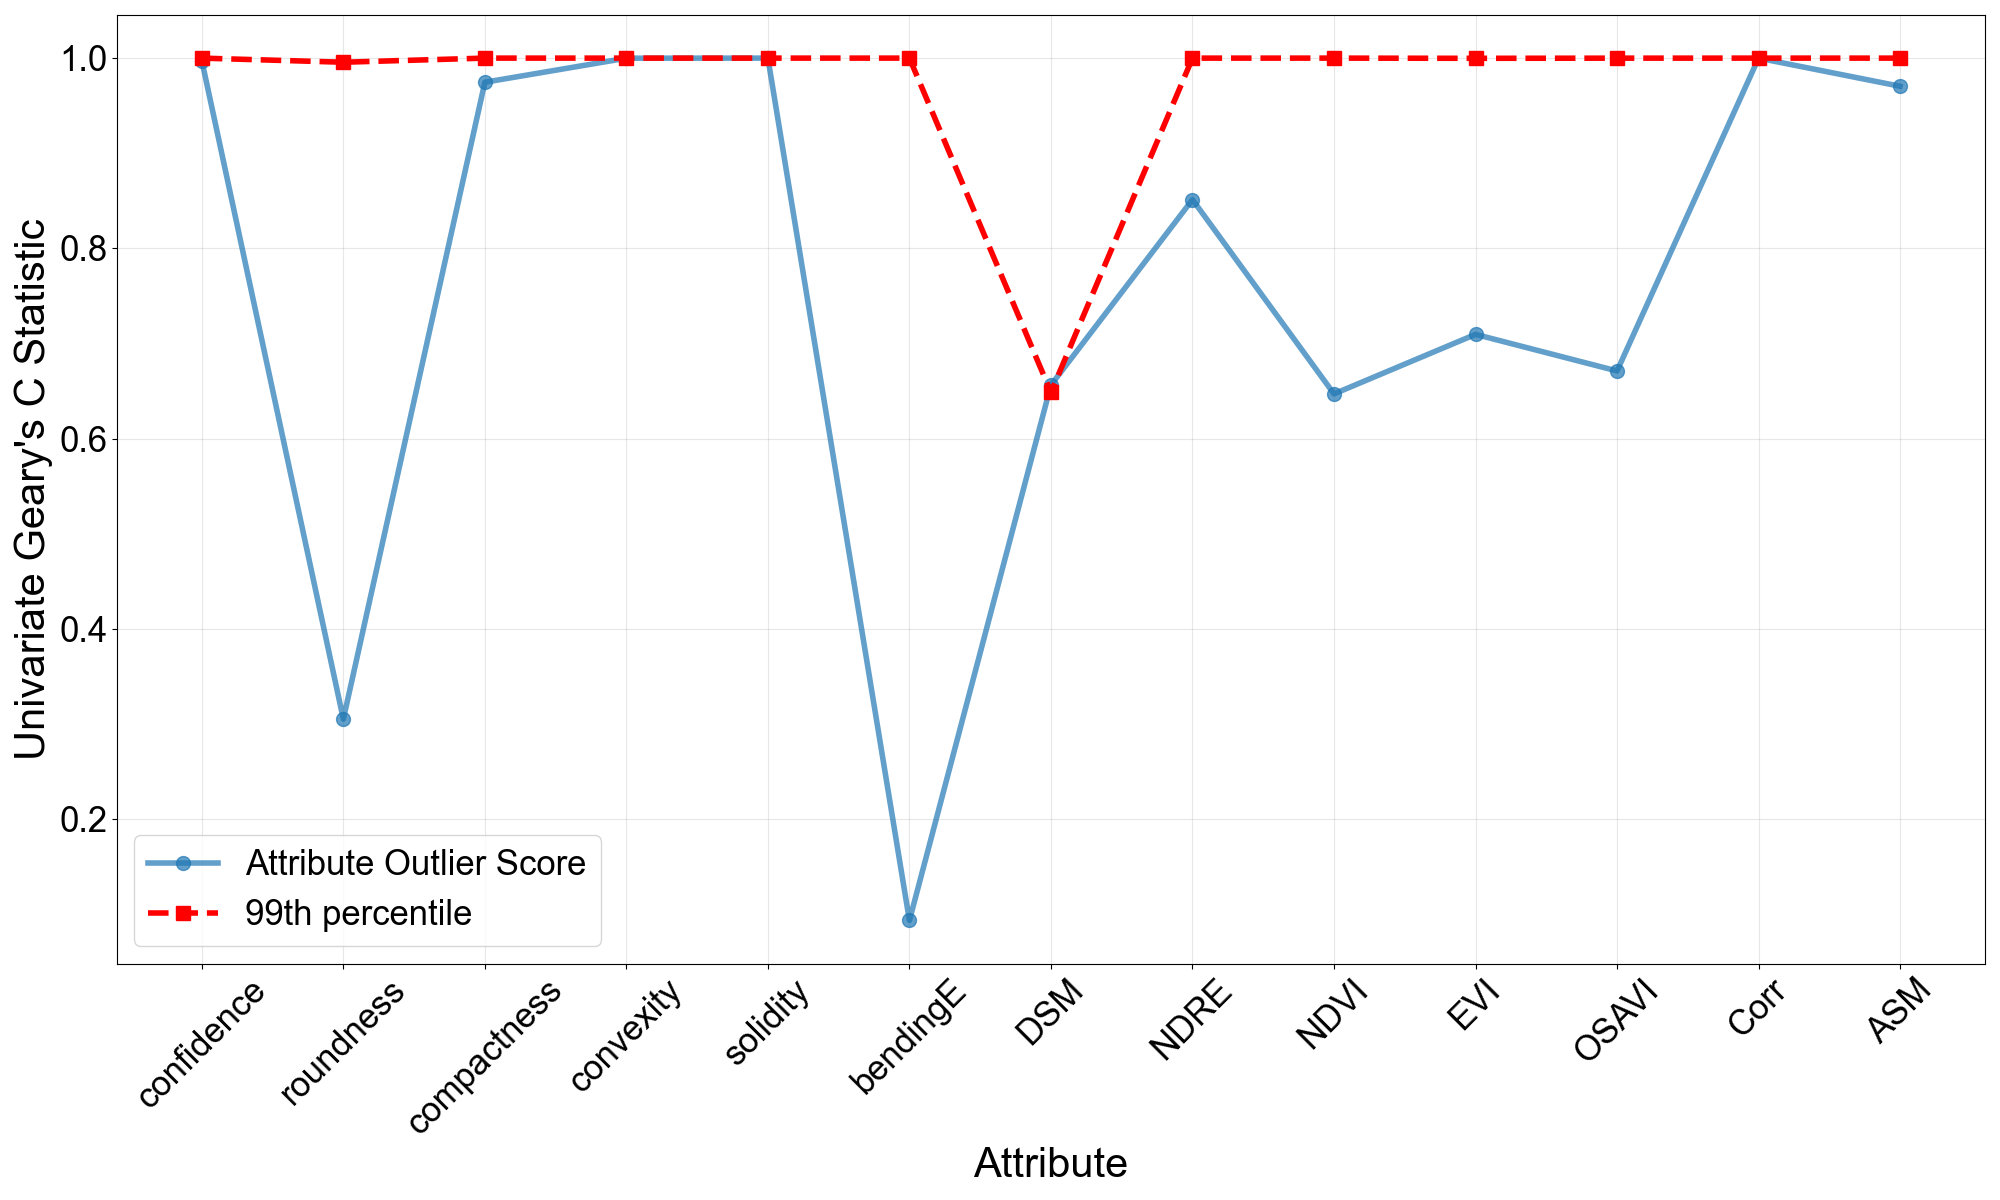 Univariate Geary's C Statistic
1.0
0.8
0.6
0.4
0.2
Attribute Outlier Score
99th percentile
confidence
roundness
compactness
convexity
solidity
bendingE
DSM
NDRE
NDVI
EVI
OSAVI
Corr
ASM
Attribute